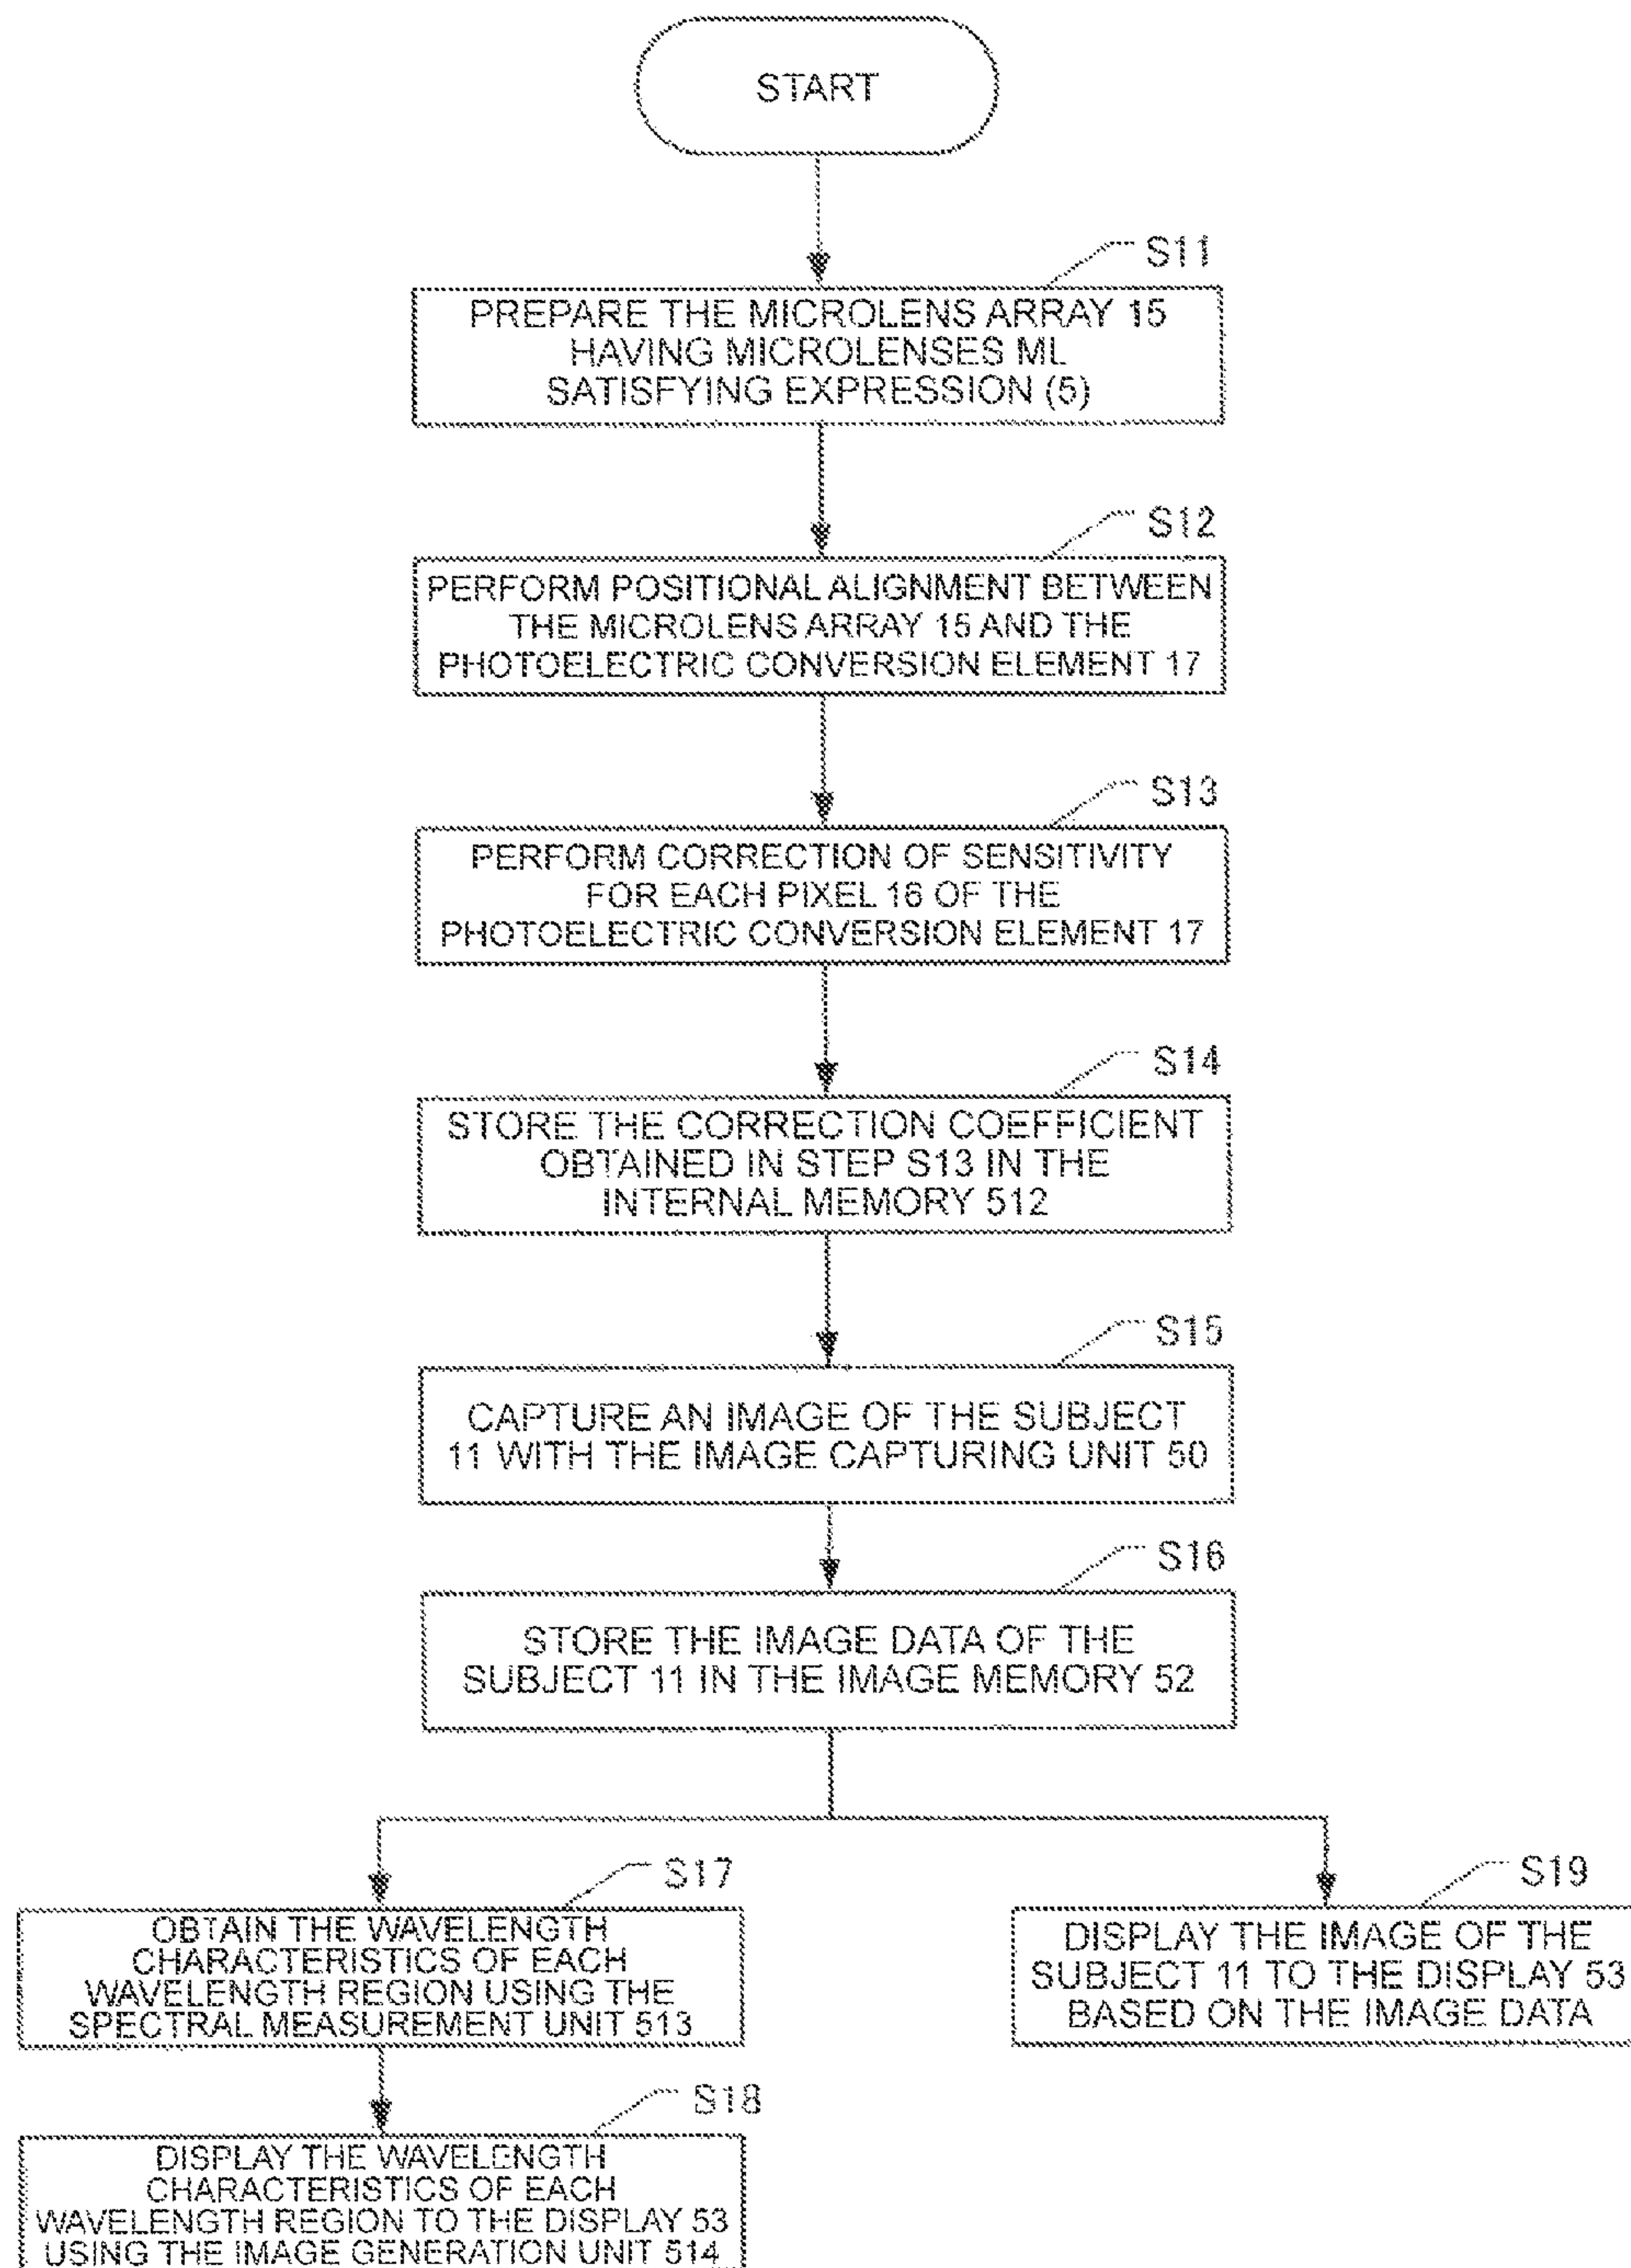 START
S11
PREPARE THE MICROLENS ARRAY 15
HAVING MICROLENSES ML
SATISFYING EXPRESSION (5)
S12
PERFORM POSITIONAL ALIGNMENT BETWEEN
THE MICROLENS ARRAY 15 AND THE
PHOTOELECTRIC CONVERSION ELEMENT 17
S13
PERFORM CORRECTION OF SENSITIVITY
FOR EACH PIXEL 16 OF THE
PHOTOELECTRIC CONVERSION ELEMENT 17
S14
STORE THE CORRECTION COEFFICIENT
OBTAINED IN STEP S13 IN THE
INTERNAL MEMORY 512
S15
CAPTURE AN IMAGE OF THE SUBJECT
11 WITH THE IMAGE CAPTURING UNIT 50
S16
STORE THE IMAGE DATA OF THE
SUBJECT 11 IN THE IMAGE MEMORY 52
S17
OBTAIN THE WAVELENGTH
CHARACTERISTICS OF EACH
WAVELENGTH REGION USING THE
SPECTRAL MEASUREMENT UNIT 513
S18
DISPLAY THE WAVELENGTH
CHARACTERISTICS OF EACH
WAVELENGTH REGION TO THE DISPLAY 53
USING THE IMAGE GENERATION UNIT 514
S19
DISPLAY THE IMAGE OF THE
SUBJECT 11 TO THE DISPLAY 53
BASED ON THE IMAGE DATA